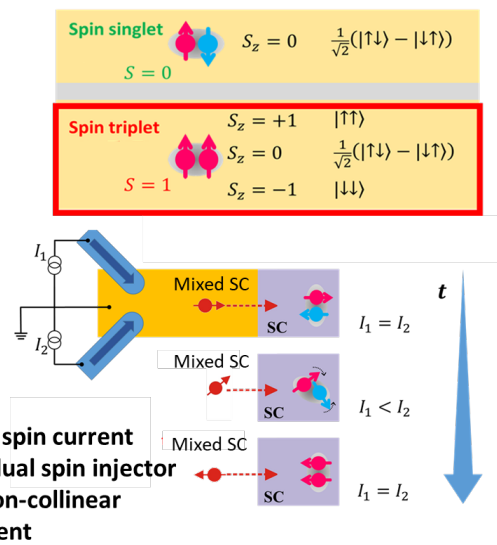 Spin singlet
S = 0
S_z = 0 1/√2(|↑↓⟩ − |↓↑⟩)
Spin triplet
S = 1
S_z = +1 |↑↑⟩
S_z = 0 1/√2(|↑↓⟩ − |↓↑⟩)
S_z = −1 |↓↓⟩
I_1
I_2
Mixed SC
SC
I_1 = I_2
t
Mixed SC
SC
I_1 < I_2
Mixed SC
SC
I_1 = I_2
spin current
dual spin injector
on-collinear
ent